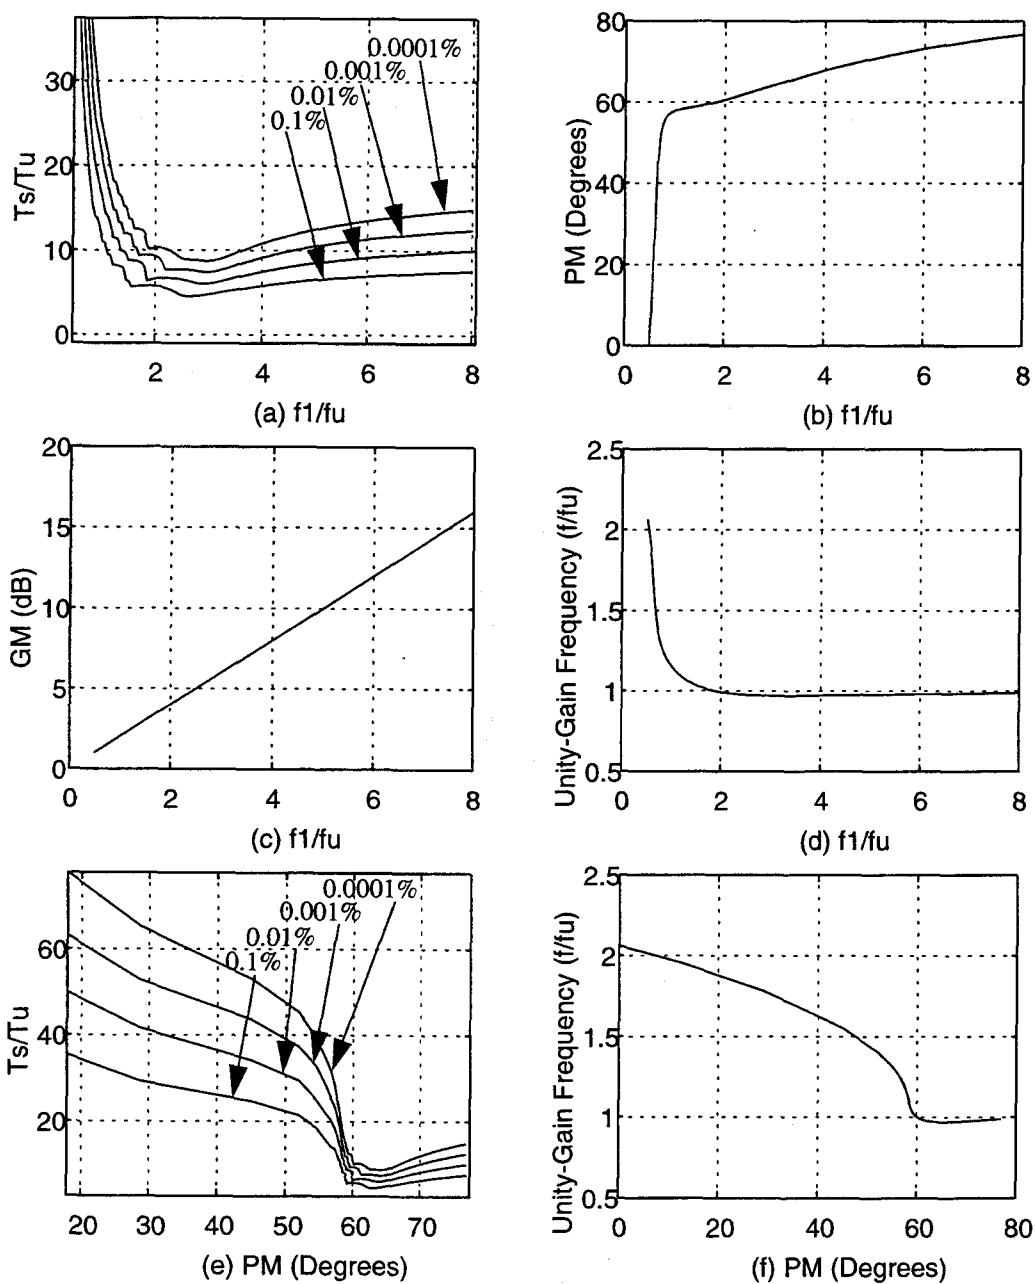 Ts/Tu
30
20
10
0
0.0001%
0.001%
0.01%
0.1%
2 4 6 8
(a) f1/fu
PM (Degrees)
80
60
40
20
0
0 2 4 6 8
(b) f1/fu
GM (dB)
20
15
10
5
0
0 2 4 6 8
(c) f1/fu
Unity-Gain Frequency (f/fu)
2.5
2
1.5
1
0.5
0 2 4 6 8
(d) f1/fu
Ts/Tu
60
40
20
0.0001%
0.001%
0.01%
0.1%
20 30 40 50 60 70
(e) PM (Degrees)
Unity-Gain Frequency (f/fu)
2.5
2
1.5
1
0.5
0 20 40 60 80
(f) PM (Degrees)